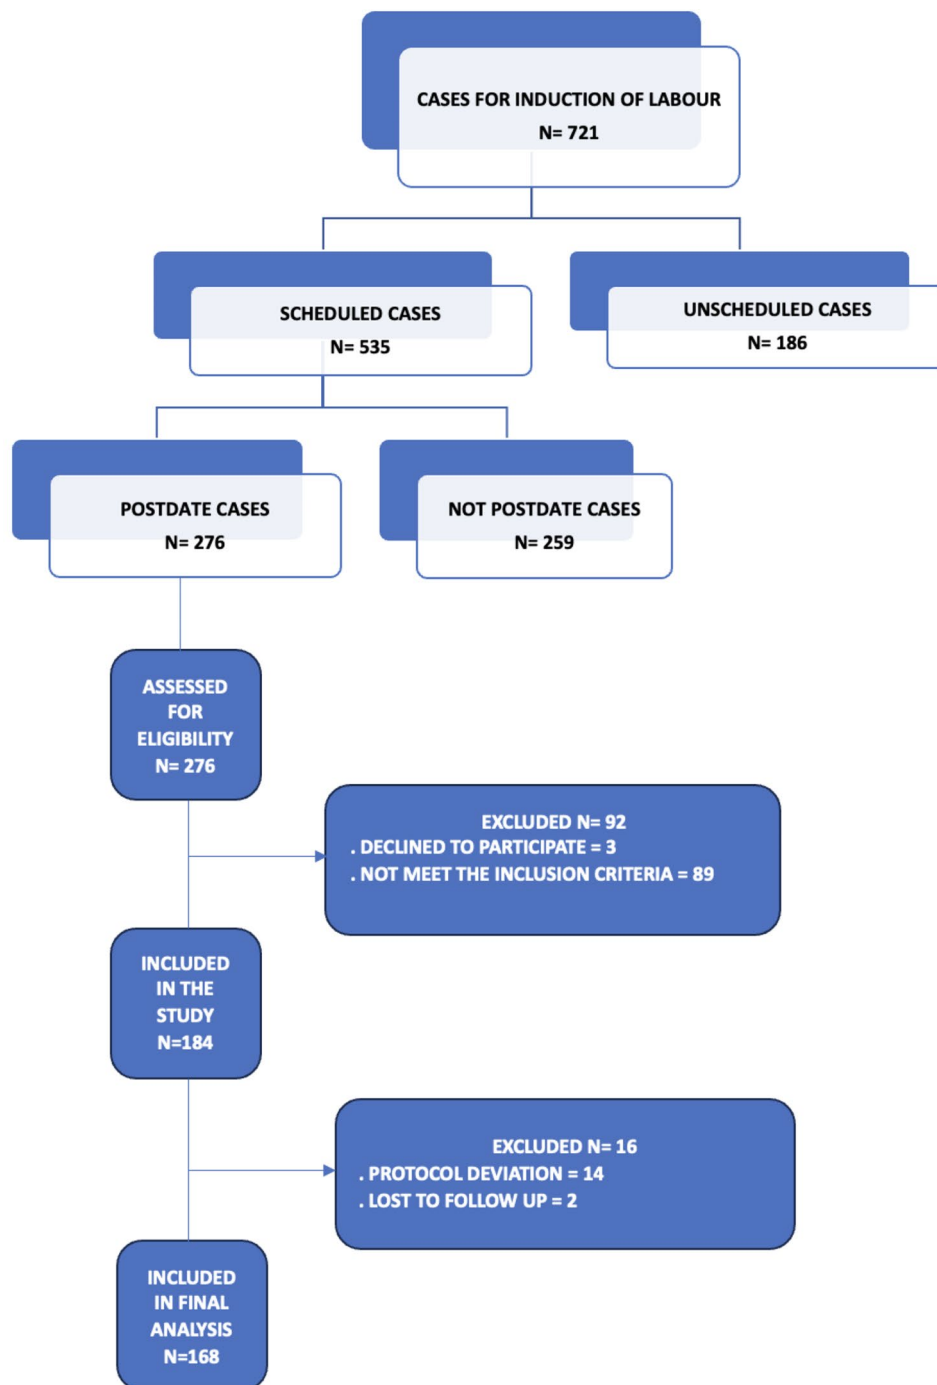 CASES FOR INDUCTION OF LABOUR
N= 721
SCHEDULED CASES
N= 535
UNSCHEDULED CASES
N= 186
POSTDATE CASES
N= 276
NOT POSTDATE CASES
N= 259
ASSESSED
FOR
ELIGIBILITY
N= 276
EXCLUDED N= 92
. DECLINED TO PARTICIPATE = 3
. NOT MEET THE INCLUSION CRITERIA = 89
INCLUDED
IN THE
STUDY
N=184
EXCLUDED N= 16
. PROTOCOL DEVIATION = 14
. LOST TO FOLLOW UP = 2
INCLUDED
IN FINAL
ANALYSIS
N=168